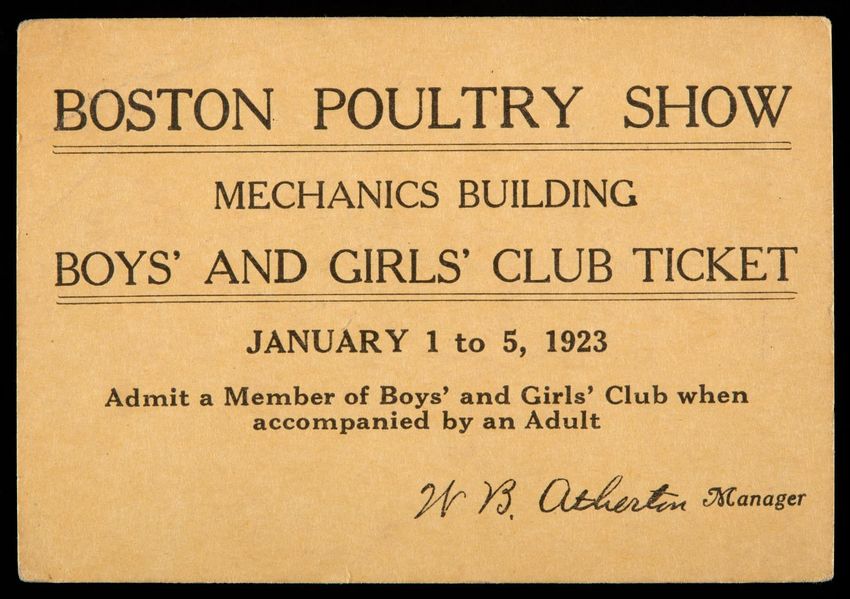 BOSTON POULTRY SHOW
MECHANICS BUILDING
BOYS' AND GIRLS' CLUB TICKET
JANUARY 1 to 5, 1923
Admit a Member of Boys' and Girls' Club when
accompanied by an Adult
W B. Atherton Manager